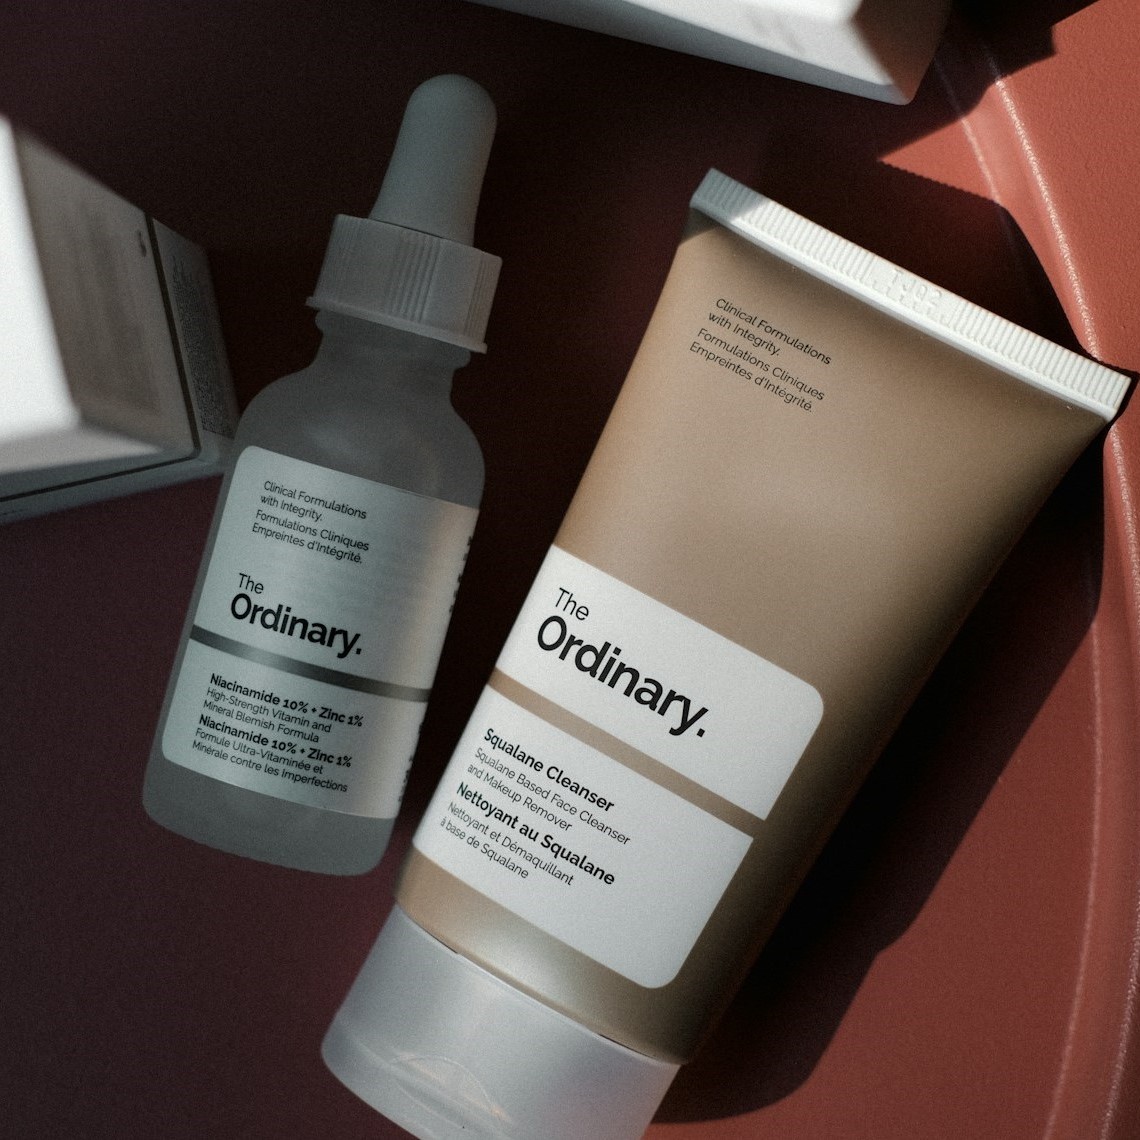 Clinical Formulations
with Integrity.
Formulations Cliniques
Empreintes d'Intégrité.
The
Ordinary.
Niacinamide 10% + Zinc 1%
High-Strength Vitamin and
Mineral Blemish Formula
Niacinamide 10% + Zinc 1%
Formule Ultra-Vitaminée et
Minérale contre les Imperfections
Clinical Formulations
with Integrity.
Formulations Cliniques
Empreintes d'Intégrité.
The
Ordinary.
Squalane Cleanser
Squalane Based Face Cleanser
and Makeup Remover
Nettoyant au Squalane
Nettoyant et Démaquillant
à base de Squalane